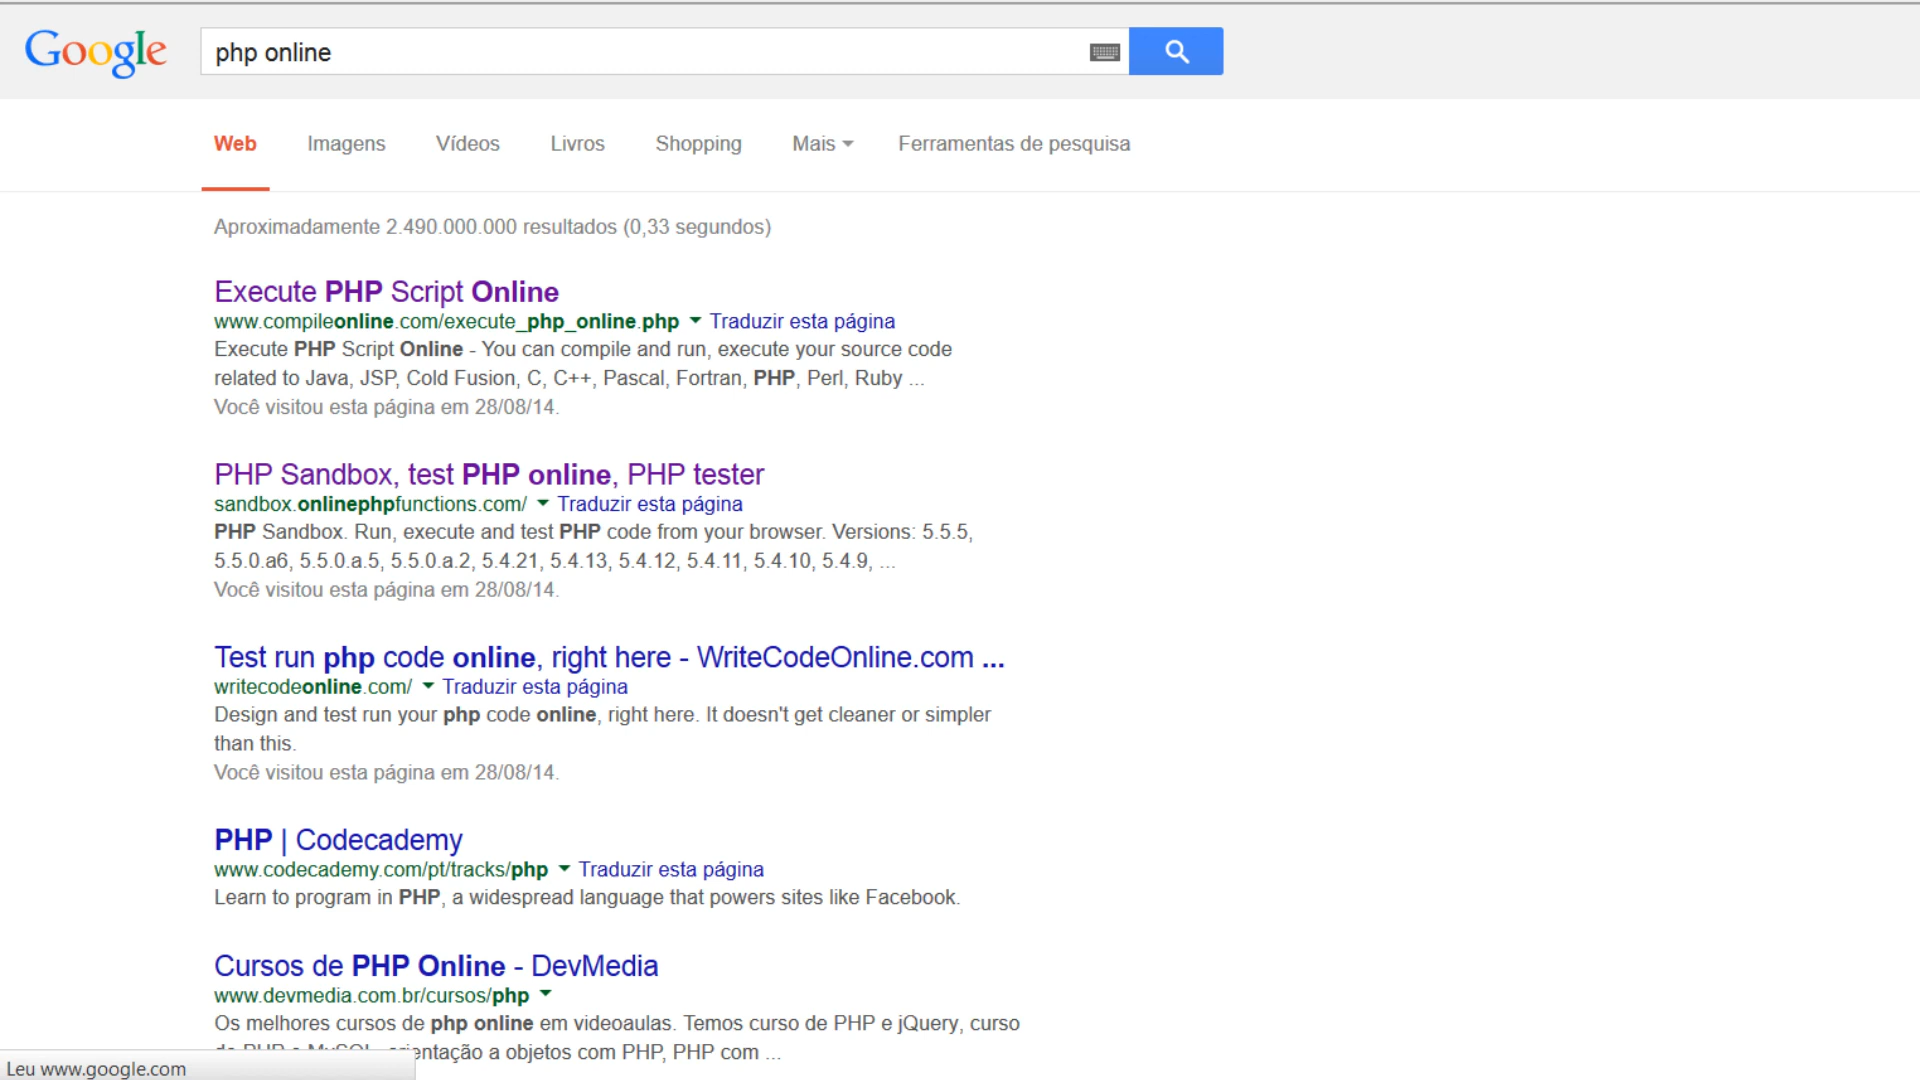 Google
php online
Web Imagens Vídeos Livros Shopping Mais Ferramentas de pesquisa
Aproximadamente 2.490.000.000 resultados (0,33 segundos)
Execute PHP Script Online
www.compileonline.com/execute_php_online.php Traduzir esta página
Execute PHP Script Online - You can compile and run, execute your source code
related to Java, JSP, Cold Fusion, C, C++, Pascal, Fortran, PHP, Perl, Ruby ...
Você visitou esta página em 28/08/14.
PHP Sandbox, test PHP online, PHP tester
sandbox.onlinephpfunctions.com/ Traduzir esta página
PHP Sandbox. Run, execute and test PHP code from your browser. Versions: 5.5.5,
5.5.0.a6, 5.5.0.a.5, 5.5.0.a.2, 5.4.21, 5.4.13, 5.4.12, 5.4.11, 5.4.10, 5.4.9, ...
Você visitou esta página em 28/08/14.
Test run php code online, right here - WriteCodeOnline.com ...
writecodeonline.com/ Traduzir esta página
Design and test run your php code online, right here. It doesn't get cleaner or simpler
than this.
Você visitou esta página em 28/08/14.
PHP | Codecademy
www.codecademy.com/pt/tracks/php Traduzir esta página
Learn to program in PHP, a widespread language that powers sites like Facebook.
Cursos de PHP Online - DevMedia
www.devmedia.com.br/cursos/php
Os melhores cursos de php online em videoaulas. Temos curso de PHP e jQuery, curso
de PHP e MySQL, orientação a objetos com PHP, PHP com ...
Leu www.google.com